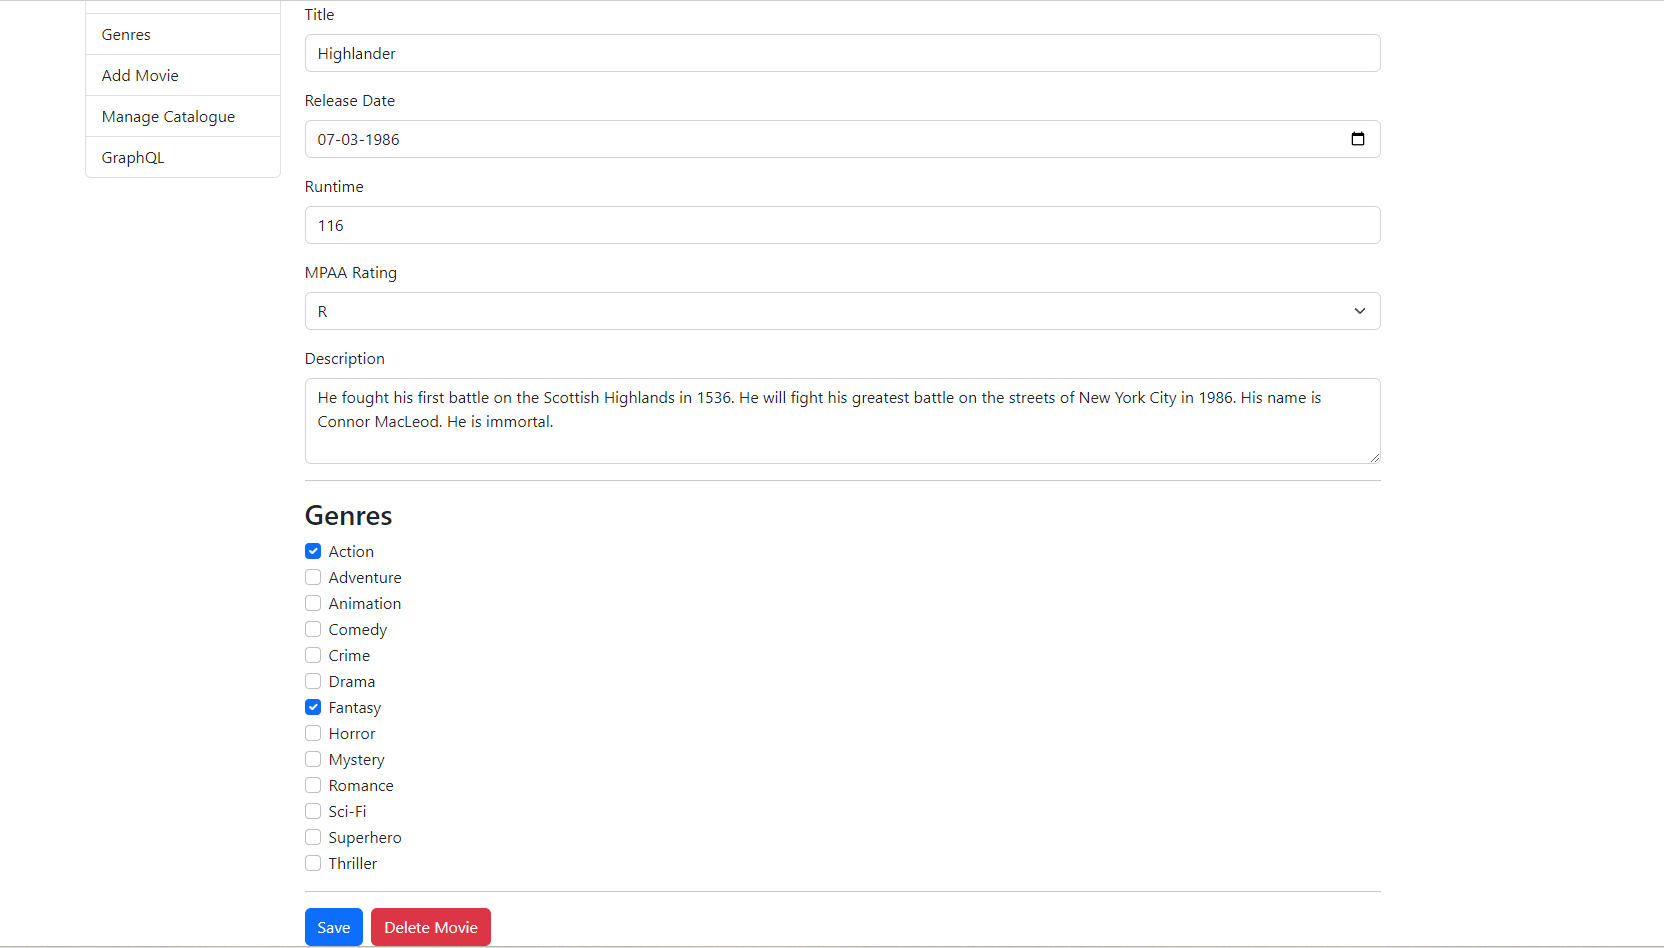 Genres
Add Movie
Manage Catalogue
GraphQL
Title
Highlander
Release Date
07-03-1986
Runtime
116
MPAA Rating
R
Description
He fought his first battle on the Scottish Highlands in 1536. He will fight his greatest battle on the streets of New York City in 1986. His name is
Connor MacLeod. He is immortal.
Genres
Action
Adventure
Animation
Comedy
Crime
Drama
Fantasy
Horror
Mystery
Romance
Sci-Fi
Superhero
Thriller
Save
Delete Movie